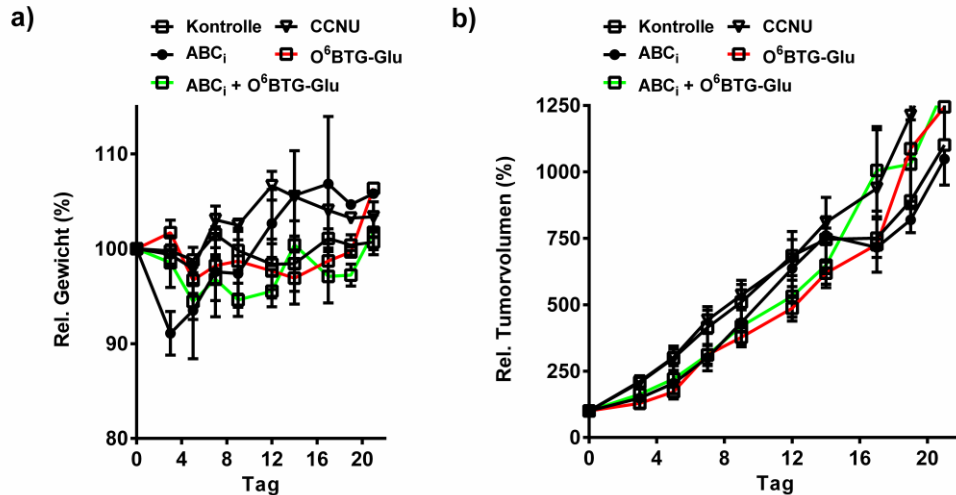 a)
Kontrolle CCNU
ABCi O⁶BTG-Glu
ABCi + O⁶BTG-Glu
Rel. Gewicht (%)
110
100
90
80
0 4 8 12 16 20
Tag
b)
Kontrolle CCNU
ABCi O⁶BTG-Glu
ABCi + O⁶BTG-Glu
Rel. Tumorvolumen (%)
1250
1000
750
500
250
0
0 4 8 12 16 20
Tag